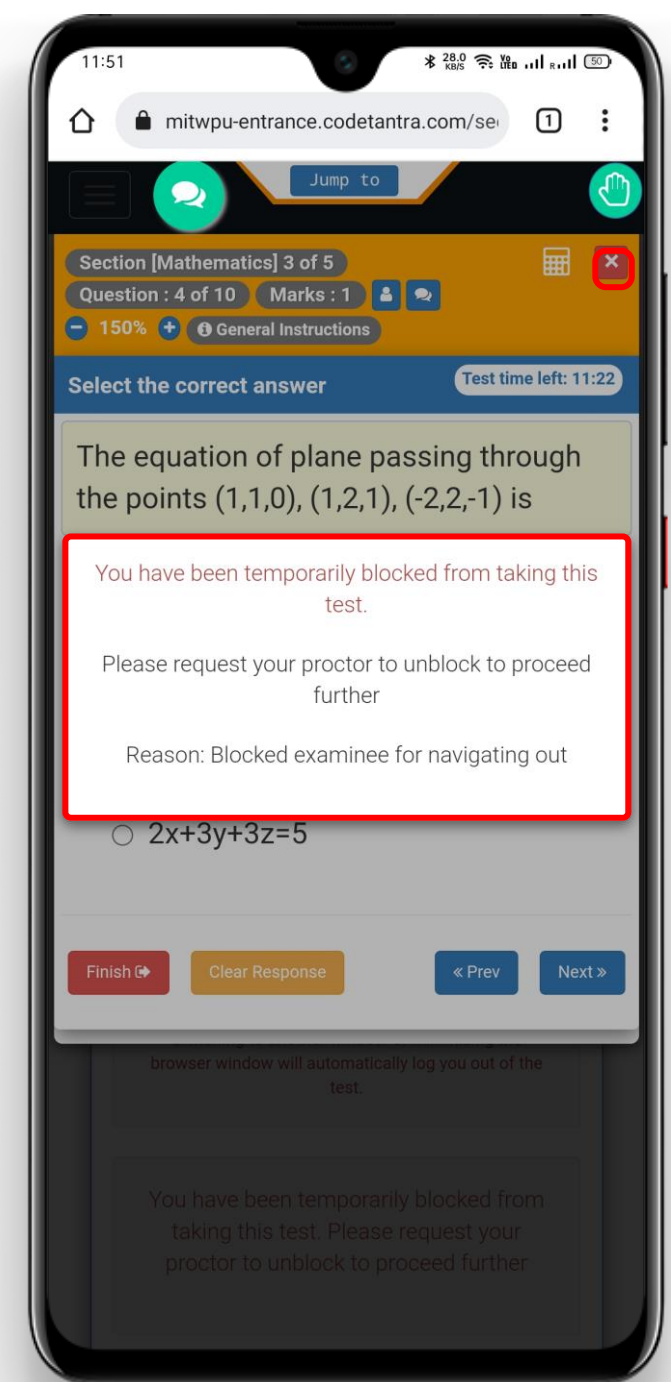 11:51
28.0 KB/S Vo LTE R 50
mitwpu-entrance.codetantra.com/se
1
Jump to
Section [Mathematics] 3 of 5
Question : 4 of 10 Marks : 1
150% General Instructions
Select the correct answer
Test time left: 11:22
The equation of plane passing through
the points (1,1,0), (1,2,1), (-2,2,-1) is
You have been temporarily blocked from taking this
test.
Please request your proctor to unblock to proceed
further
Reason: Blocked examinee for navigating out
2x+3y+3z=5
Finish
Clear Response
« Prev
Next »
browser window will automatically log you out of the
test.
You have been temporarily blocked from
taking this test. Please request your
proctor to unblock to proceed further